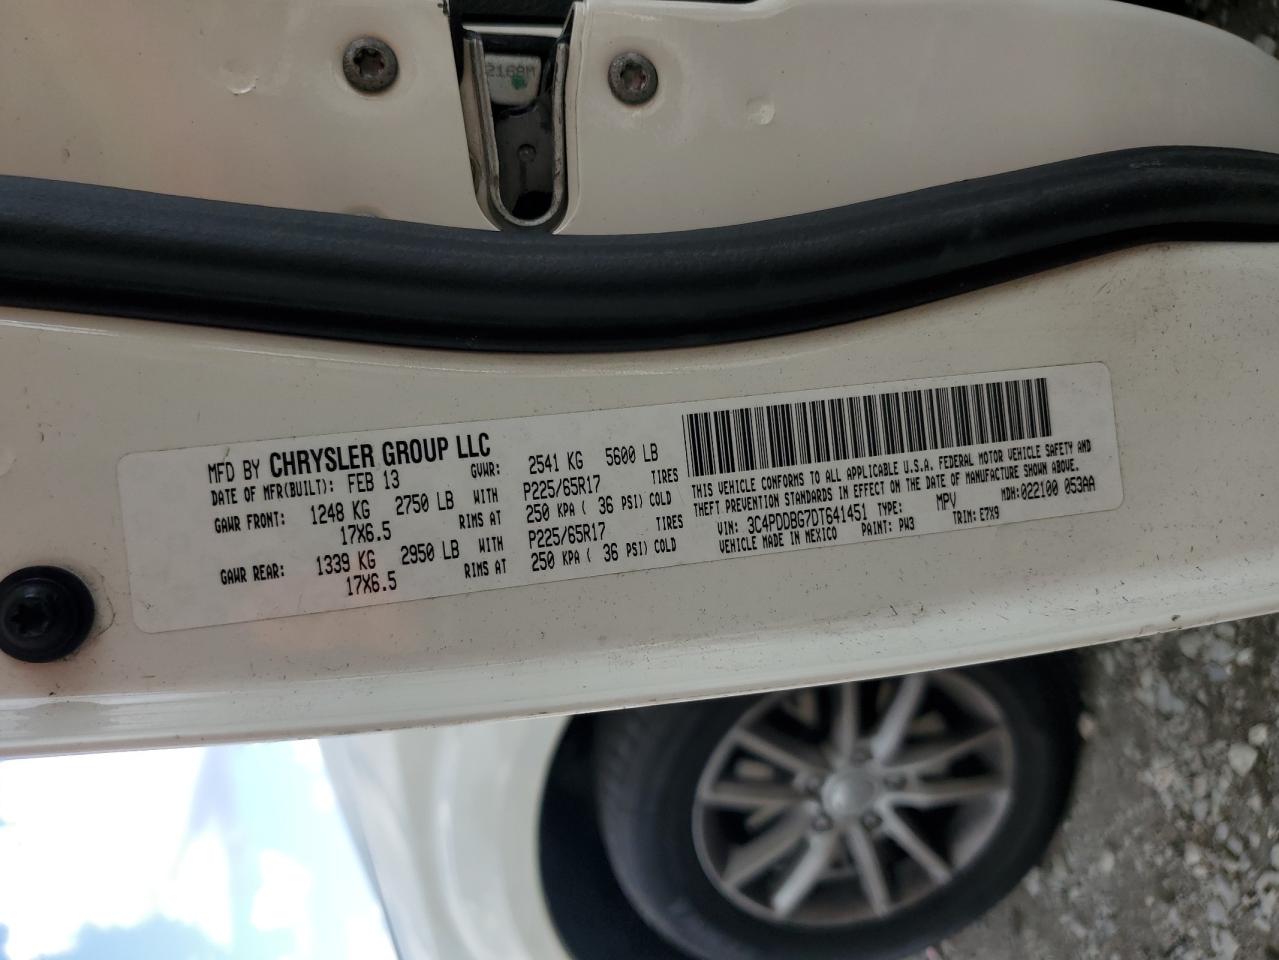 2168M
MFD BY CHRYSLER GROUP LLC
DATE OF MFR(BUILT): FEB 13 GVWR: 2541 KG 5600 LB
GAWR FRONT: 1248 KG 2750 LB WITH P225/65R17 TIRES
17X6.5 RIMS AT 250 KPA ( 36 PSI) COLD
GAWR REAR: 1339 KG 2950 LB WITH P225/65R17 TIRES
17X6.5 RIMS AT 250 KPA ( 36 PSI) COLD
THIS VEHICLE CONFORMS TO ALL APPLICABLE U.S.A. FEDERAL MOTOR VEHICLE SAFETY AND
THEFT PREVENTION STANDARDS IN EFFECT ON THE DATE OF MANUFACTURE SHOWN ABOVE.
VIN: 3C4PDDBG7DT641451 TYPE: MPV MDH: 022100 053AA
VEHICLE MADE IN MEXICO PAINT: PW3 TRIM: E7X9